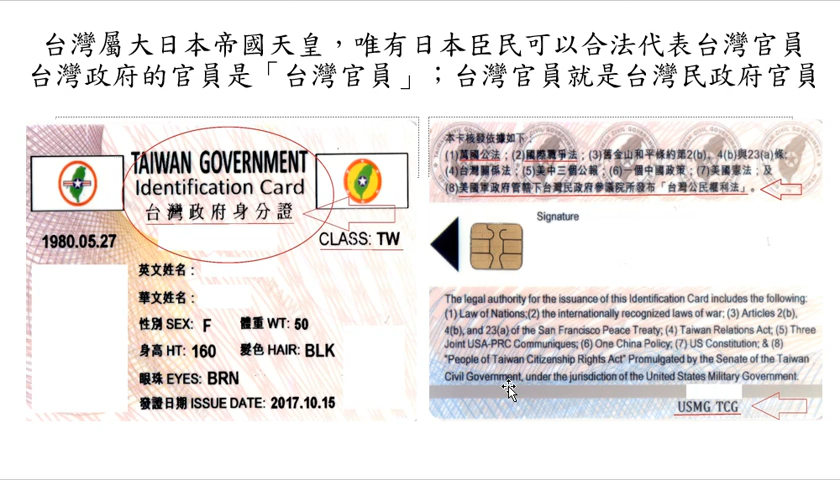 台灣屬大日本帝國天皇，唯有日本臣民可以合法代表台灣官員
台灣政府的官員是「台灣官員」；台灣官員就是台灣民政府官員
TAIWAN GOVERNMENT
Identification Card
台灣政府身分證
1980.05.27
CLASS: TW
英文姓名：
華文姓名：
性別 SEX: F 體重 WT: 50
身高 HT: 160 髮色 HAIR: BLK
眼珠 EYES: BRN
發證日期 ISSUE DATE: 2017.10.15
本卡核發依據如下：
(1)萬國公法；(2)國際戰爭法；(3)舊金山和平條約第2(b)、4(b)與23(a)條；
(4)台灣關係法；(5)美中三個公報；(6)一個中國政策；(7)美國憲法；及
(8)美國軍政府管轄下台灣民政府參議院所發布「台灣公民權利法」。
Signature
The legal authority for the issuance of this Identification Card includes the following:
(1) Law of Nations;(2) the internationally recognized laws of war; (3) Articles 2(b),
4(b), and 23(a) of the San Francisco Peace Treaty; (4) Taiwan Relations Act; (5) Three
Joint USA-PRC Communiques; (6) One China Policy; (7) US Constitution; & (8)
"People of Taiwan Citizenship Rights Act" Promulgated by the Senate of the Taiwan
Civil Government, under the jurisdiction of the United States Military Government.
USMG TCG